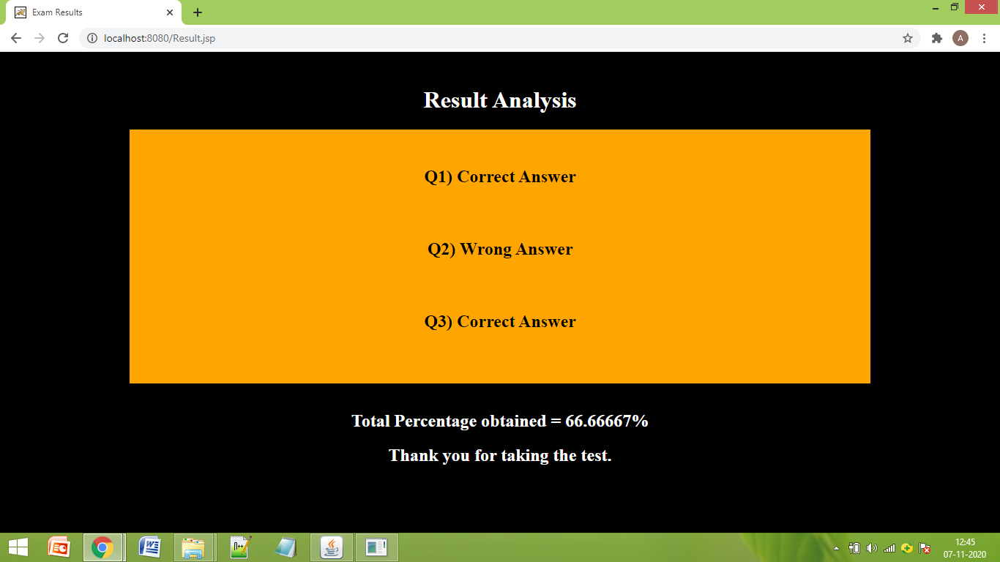 Exam Results
localhost:8080/Result.jsp
A
Result Analysis
Q1) Correct Answer
Q2) Wrong Answer
Q3) Correct Answer
Total Percentage obtained = 66.66667%
Thank you for taking the test.
12:45
07-11-2020